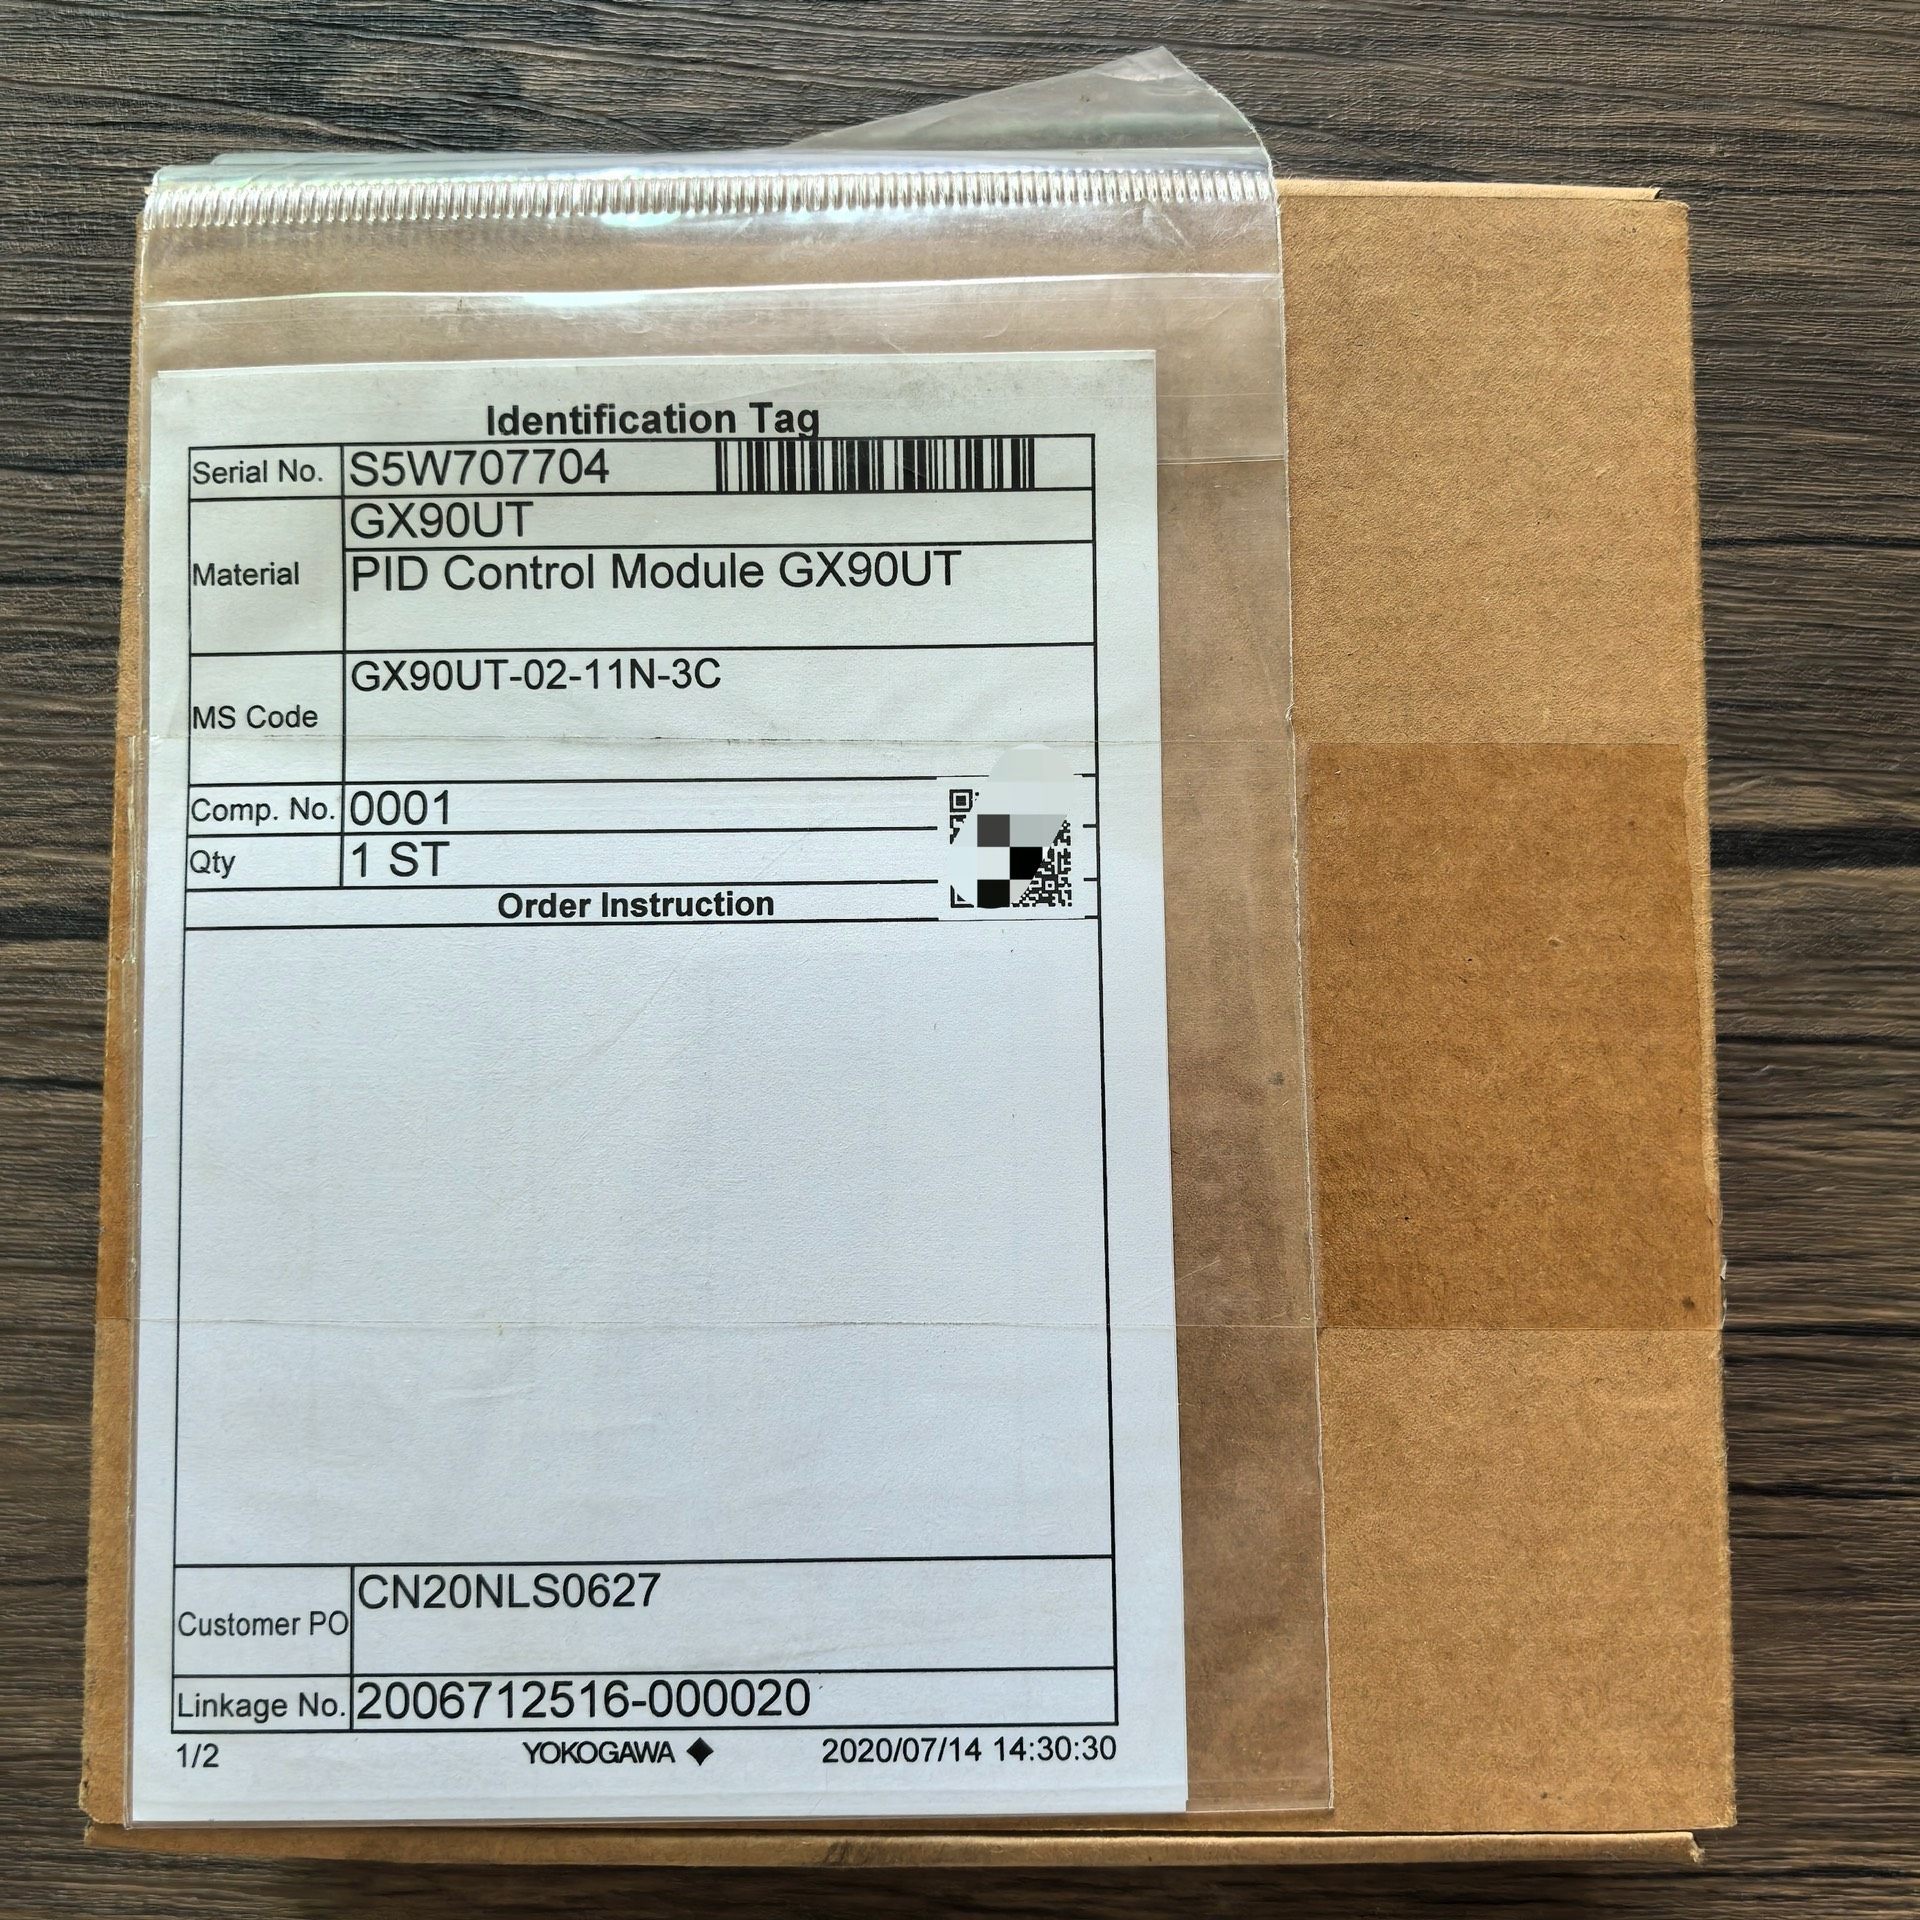 Identification Tag
Serial No. S5W707704
GX90UT
Material PID Control Module GX90UT
GX90UT-02-11N-3C
MS Code
Comp. No. 0001
Qty 1 ST
Order Instruction
CN20NLS0627
Customer PO
Linkage No. 2006712516-000020
1/2 YOKOGAWA 2020/07/14 14:30:30